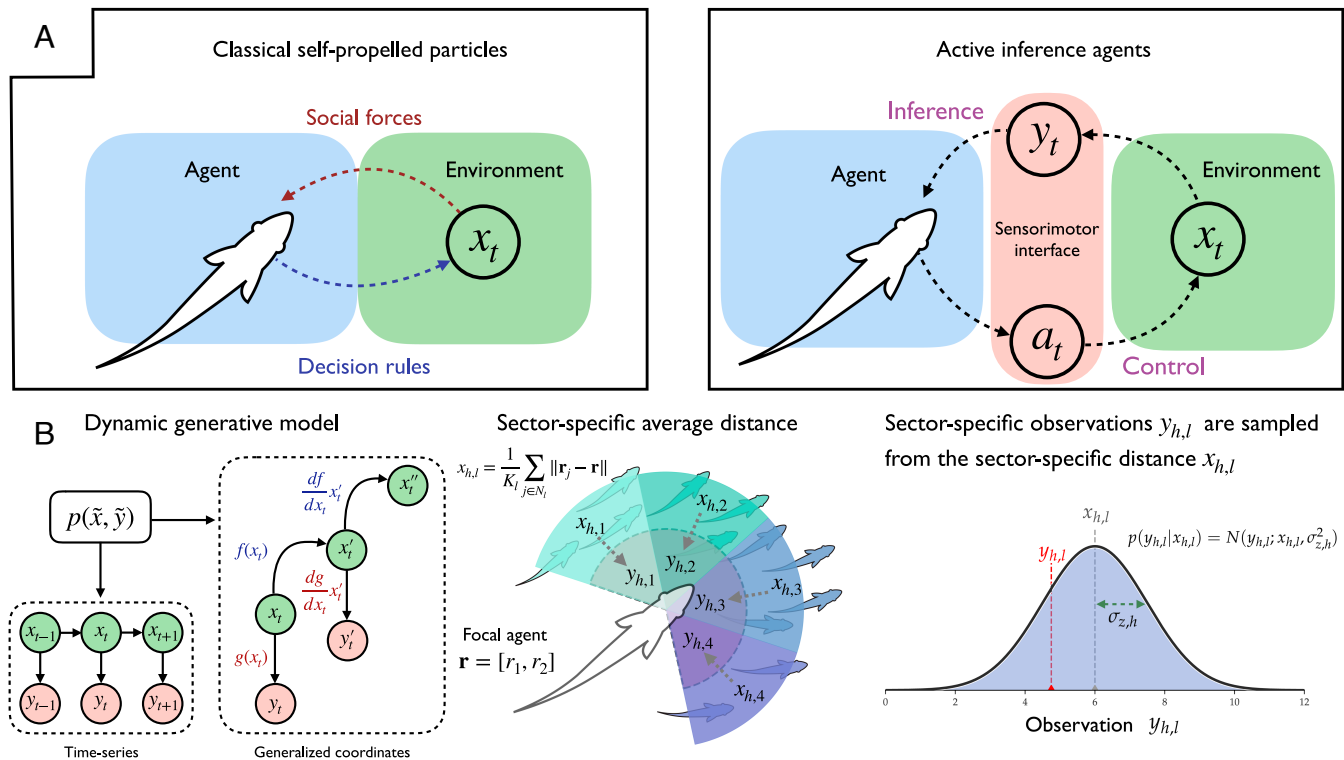 A
Classical self-propelled particles
Social forces
Agent
Environment
x_t
Decision rules
Active inference agents
Inference
y_t
Agent
Environment
Sensorimotor
interface
x_t
a_t
Control
B
Dynamic generative model
p(x̃, ỹ)
x_{t−1} x_t x_{t+1}
y_{t−1} y_t y_{t+1}
Time-series
x″_t
df/dx_t x′_t
f(x_t)
x′_t
dg/dx_t x′_t
x_t
y′_t
g(x_t)
y_t
Generalized coordinates
Sector-specific average distance
x_{h,l} = 1/K_l ∑_{j∈N_l} ‖r_j − r‖
x_{h,1}
x_{h,2}
y_{h,1}
y_{h,2}
x_{h,3}
y_{h,3}
y_{h,4}
x_{h,4}
Focal agent
r = [r_1, r_2]
Sector-specific observations y_{h,l} are sampled
from the sector-specific distance x_{h,l}
x_{h,l}
p(y_{h,l}|x_{h,l}) = N(y_{h,l}; x_{h,l}, σ²_{z,h})
y_{h,l}
σ_{z,h}
0 2 4 6 8 10 12
Observation y_{h,l}